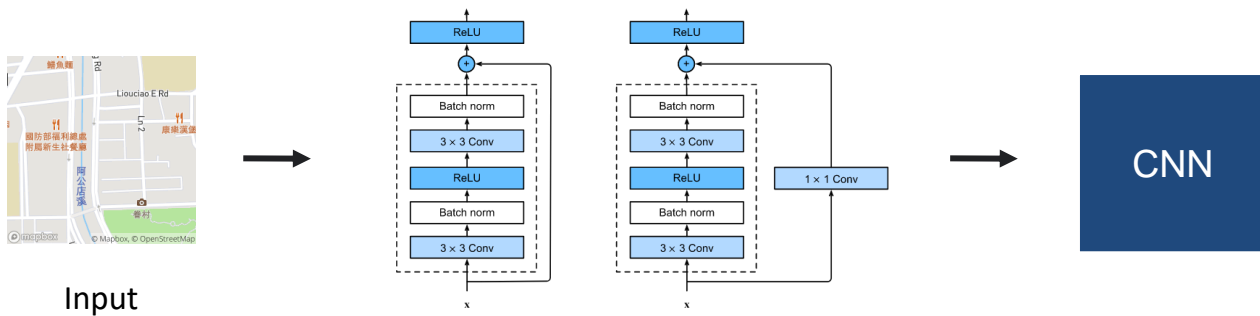 鱔魚麵
g Rd
Liouciao E Rd
Ln 2
國防部福利總處
附屬新生社餐廳
康樂漢堡
阿公店溪
眷村
mapbox
© Mapbox, © OpenStreetMap
Input
ReLU
+
Batch norm
3 × 3 Conv
ReLU
Batch norm
3 × 3 Conv
x
ReLU
+
Batch norm
3 × 3 Conv
ReLU
Batch norm
3 × 3 Conv
1 × 1 Conv
x
CNN